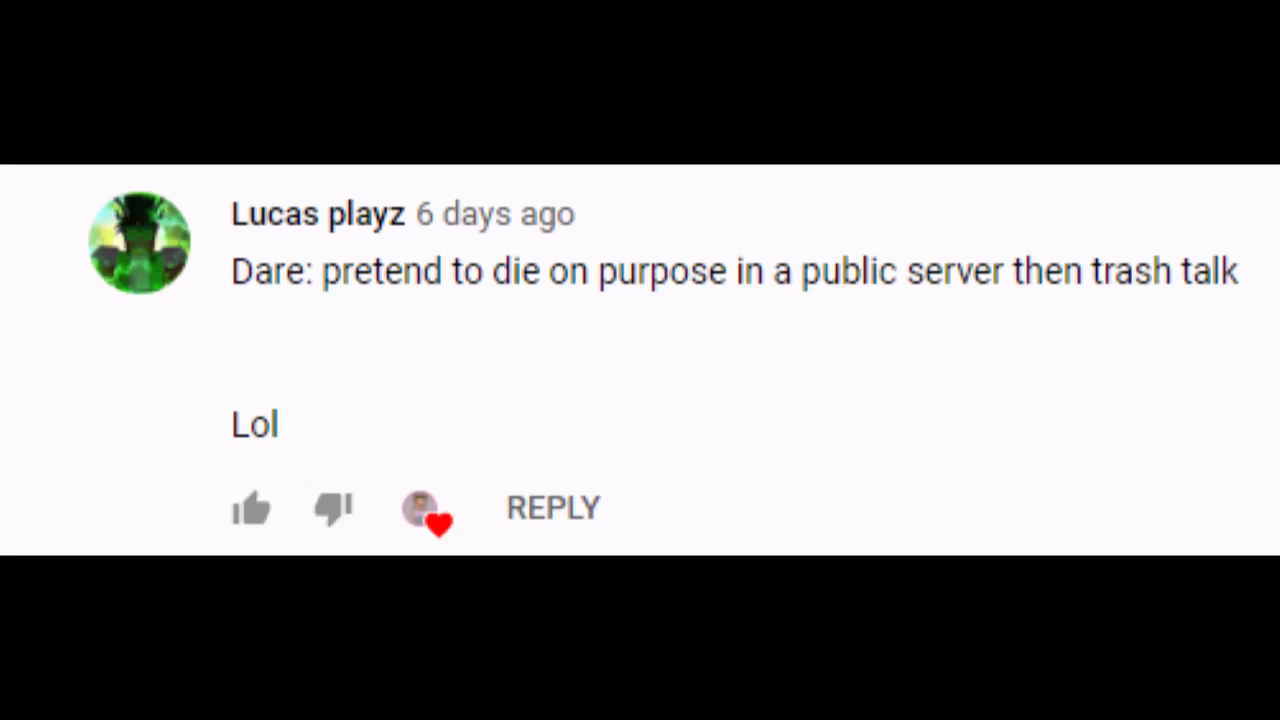 Lucas playz 6 days ago
Dare: pretend to die on purpose in a public server then trash talk
Lol
REPLY